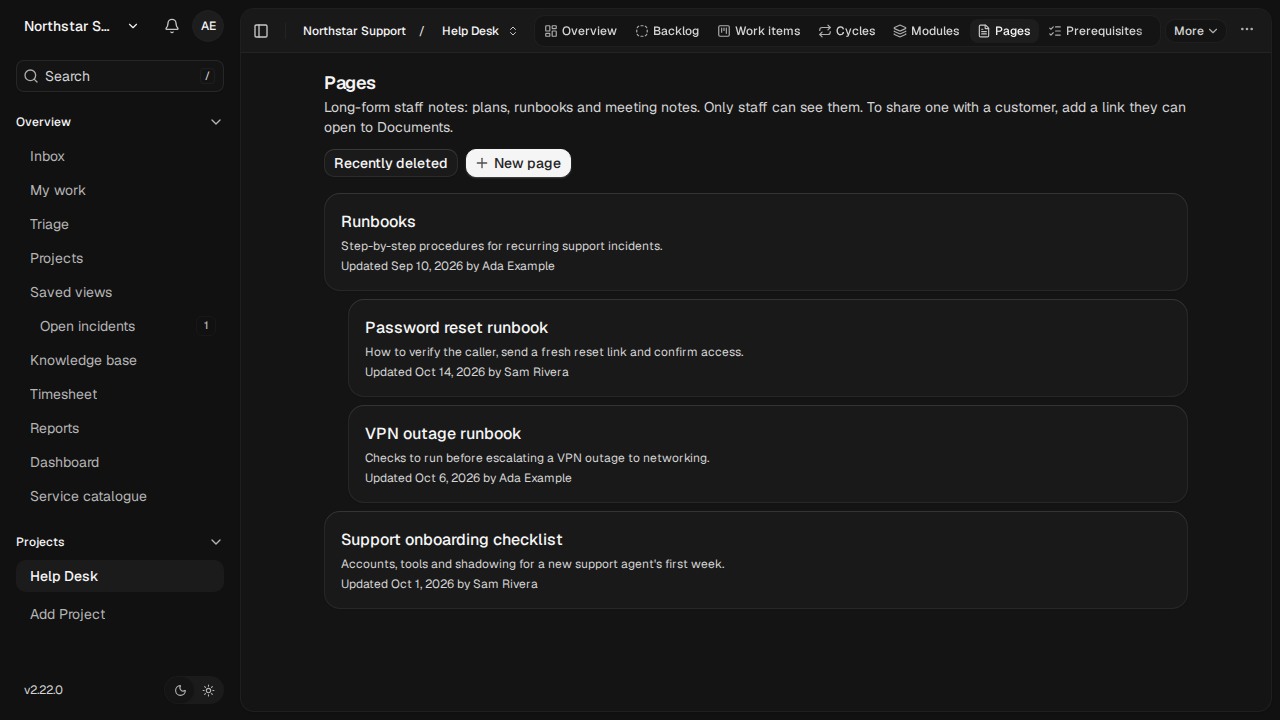 Northstar S...
AE
Search
/
Overview
Inbox
My work
Triage
Projects
Saved views
Open incidents
1
Knowledge base
Timesheet
Reports
Dashboard
Service catalogue
Projects
Help Desk
Add Project
v2.22.0
Northstar Support / Help Desk
Overview
Backlog
Work items
Cycles
Modules
Pages
Prerequisites
More
Pages
Long-form staff notes: plans, runbooks and meeting notes. Only staff can see them. To share one with a customer, add a link they can
open to Documents.
Recently deleted
New page
Runbooks
Step-by-step procedures for recurring support incidents.
Updated Sep 10, 2026 by Ada Example
Password reset runbook
How to verify the caller, send a fresh reset link and confirm access.
Updated Oct 14, 2026 by Sam Rivera
VPN outage runbook
Checks to run before escalating a VPN outage to networking.
Updated Oct 6, 2026 by Ada Example
Support onboarding checklist
Accounts, tools and shadowing for a new support agent's first week.
Updated Oct 1, 2026 by Sam Rivera